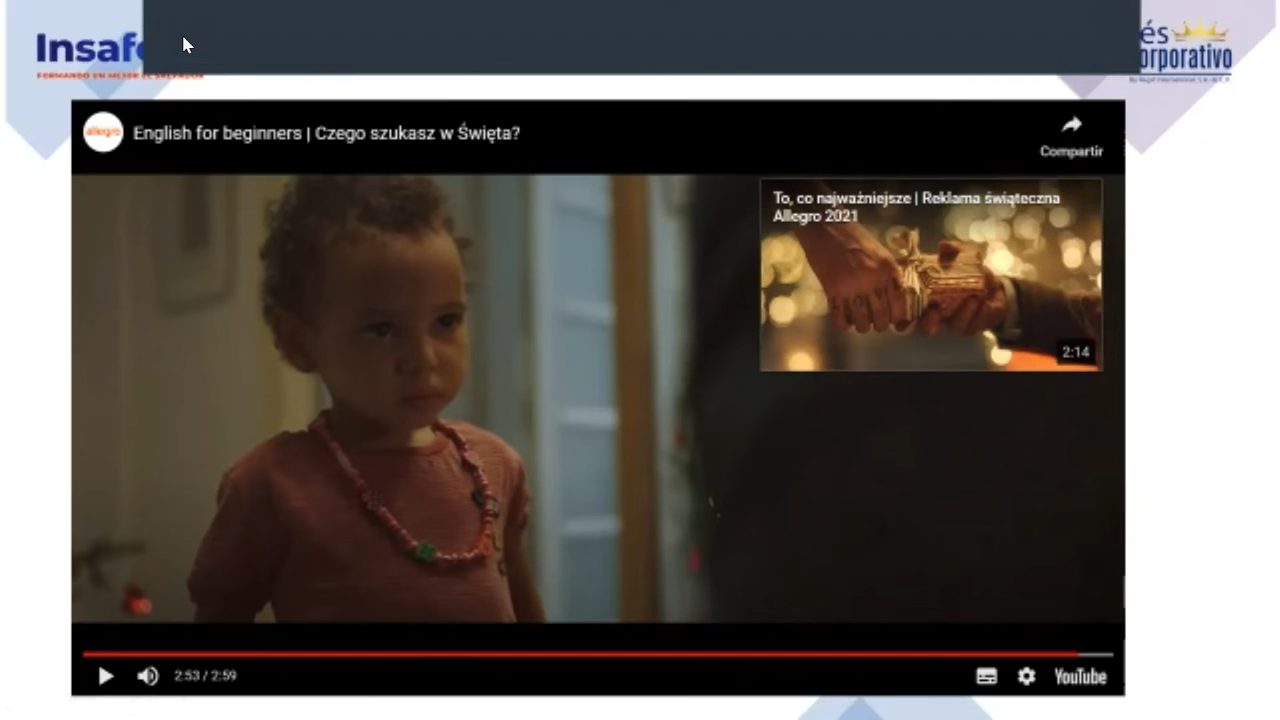 Insafo
FORMANDO UN MEJOR EL SALVADOR
és
orporativo
allegro
English for beginners | Czego szukasz w Święta?
Compartir
To, co najważniejsze | Reklama świąteczna
Allegro 2021
2:14
2:53 / 2:59
YouTube